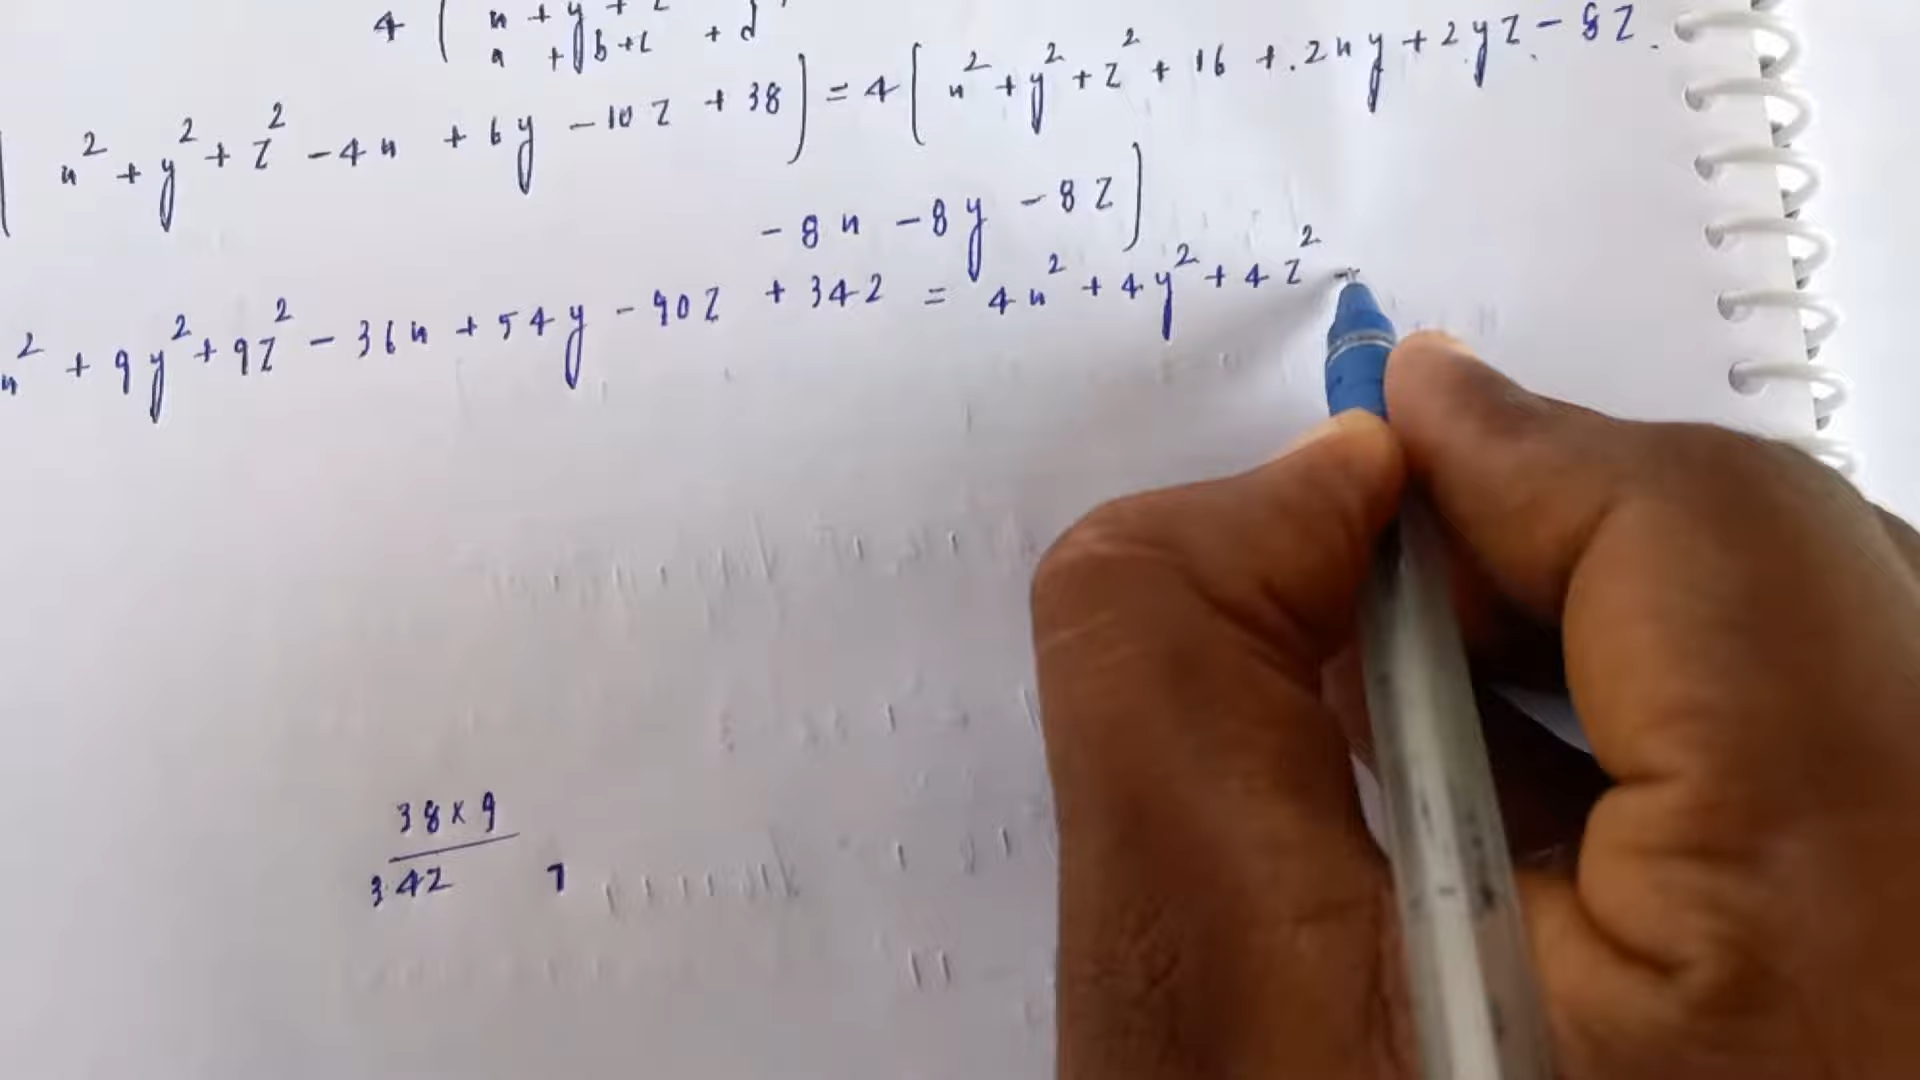 4 ( x + y + z
a + b + c + d
x² + y² + z² - 4x + 6y - 10z + 38) = 4[x² + y² + z² + 16 + 2xy + 2yz - 8z
- 8x - 8y - 8z]
x² + 9y² + 9z² - 36x + 54y - 90z + 342 = 4x² + 4y² + 4z²
38 x 9
342 7